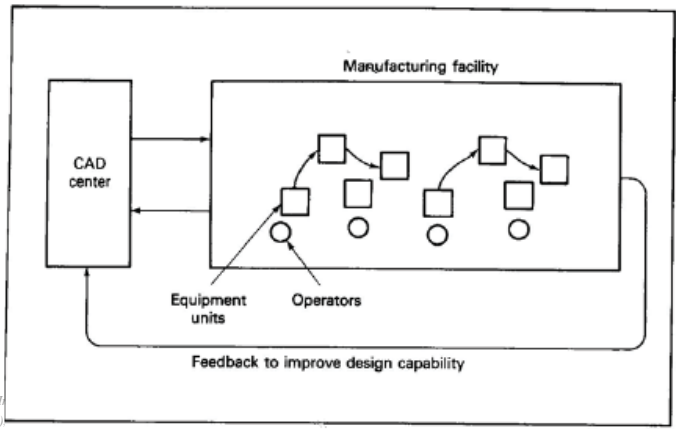 Manufacturing facility
CAD
center
Equipment
units
Operators
Feedback to improve design capability